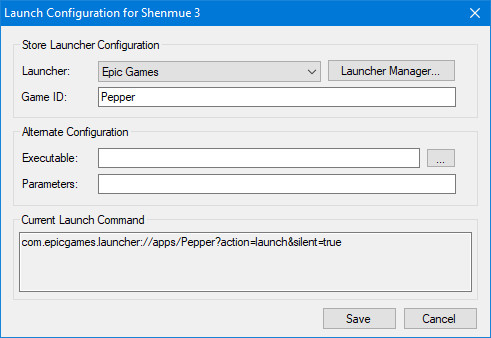 Launch Configuration for Shenmue 3
Store Launcher Configuration
Launcher: Epic Games Launcher Manager...
Game ID: Pepper
Alternate Configuration
Executable: ...
Parameters:
Current Launch Command
com.epicgames.launcher://apps/Pepper?action=launch&silent=true
Save Cancel